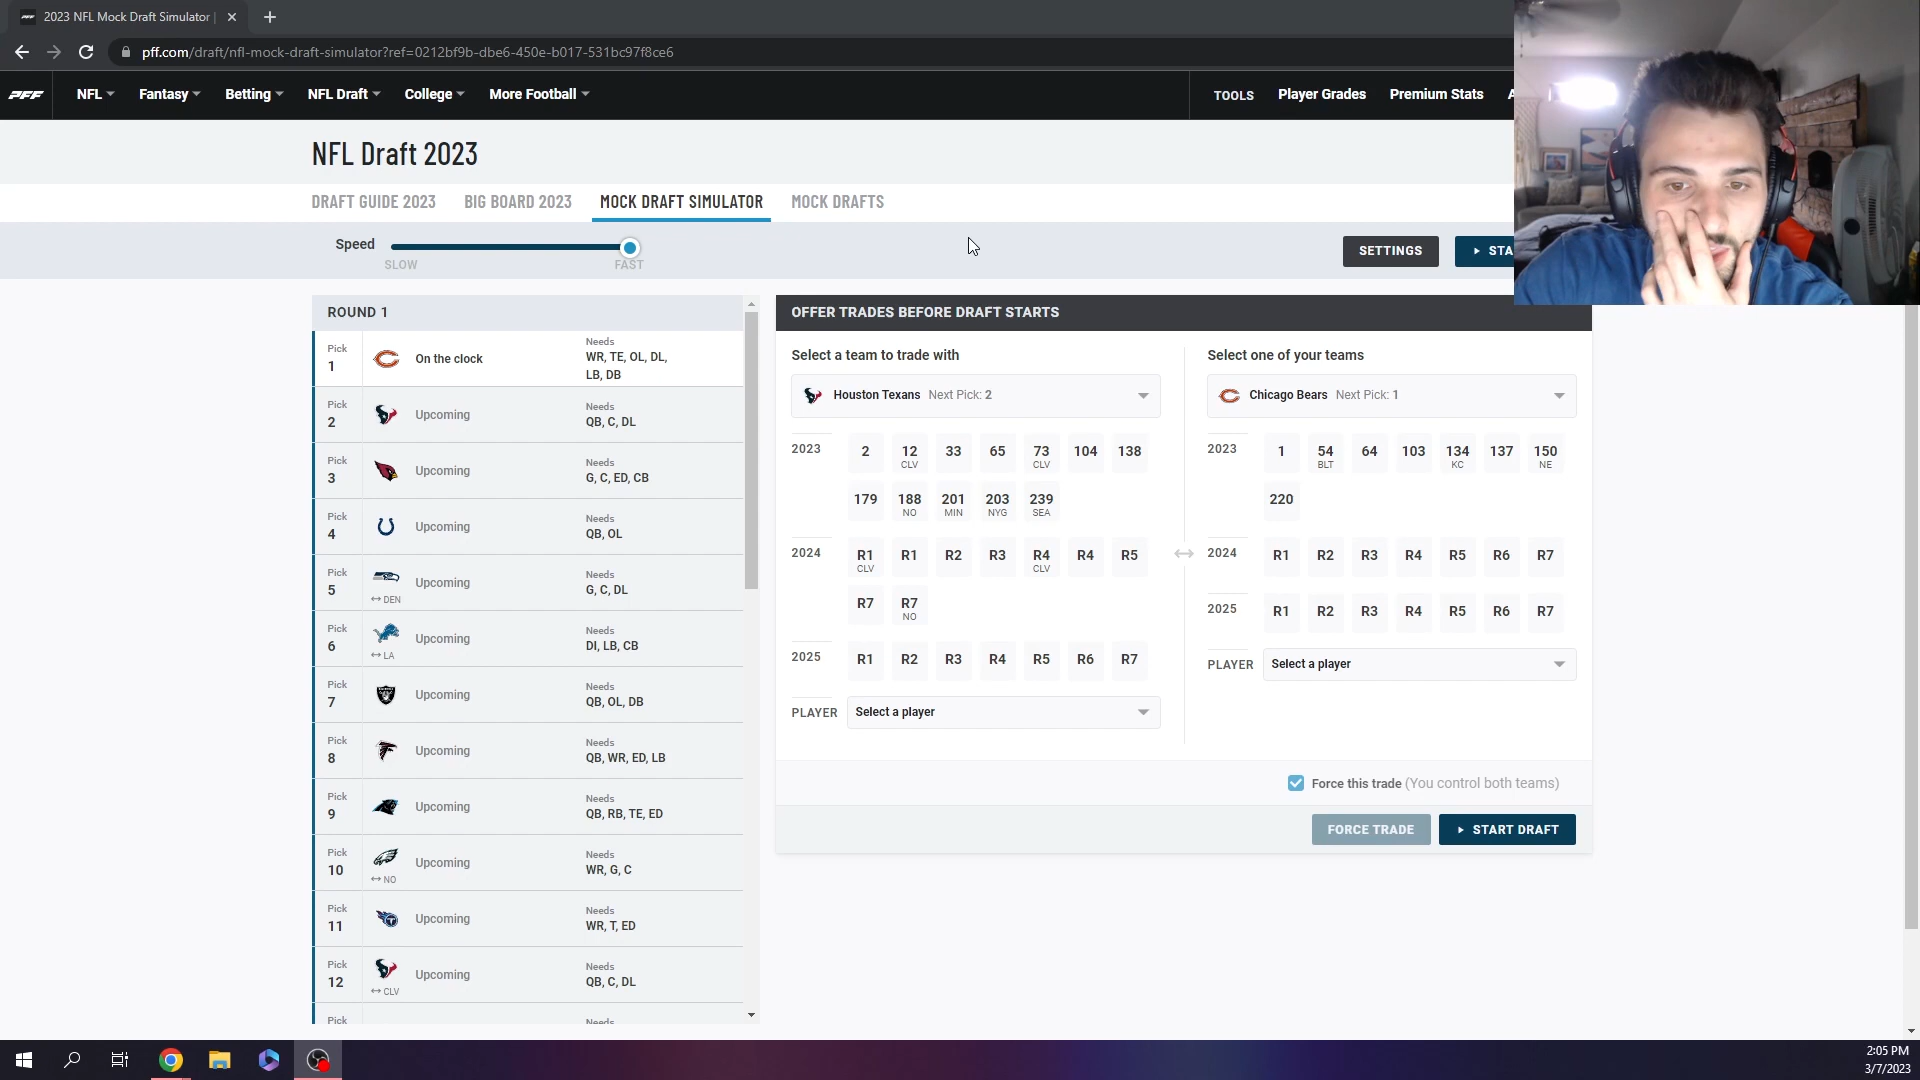 2023 NFL Mock Draft Simulator |
pff.com/draft/nfl-mock-draft-simulator?ref=0212bf9b-dbe6-450e-b017-531bc97f8ce6
PFF NFL Fantasy Betting NFL Draft College More Football TOOLS Player Grades Premium Stats A
NFL Draft 2023
DRAFT GUIDE 2023 BIG BOARD 2023 MOCK DRAFT SIMULATOR MOCK DRAFTS
Speed SLOW FAST SETTINGS STA
ROUND 1
Pick 1 On the clock Needs WR, TE, OL, DL,
LB, DB
Pick 2 Upcoming Needs QB, C, DL
Pick 3 Upcoming Needs G, C, ED, CB
Pick 4 Upcoming Needs QB, OL
Pick 5 DEN Upcoming Needs G, C, DL
Pick 6 LA Upcoming Needs DI, LB, CB
Pick 7 Upcoming Needs QB, OL, DB
Pick 8 Upcoming Needs QB, WR, ED, LB
Pick 9 Upcoming Needs QB, RB, TE, ED
Pick 10 NO Upcoming Needs WR, G, C
Pick 11 Upcoming Needs WR, T, ED
Pick 12 CLV Upcoming Needs QB, C, DL
Pick Needs
OFFER TRADES BEFORE DRAFT STARTS
Select a team to trade with
Houston Texans Next Pick: 2
2023 2 12 CLV 33 65 73 CLV 104 138
179 188 NO 201 MIN 203 NYG 239 SEA
2024 R1 CLV R1 R2 R3 R4 CLV R4 R5
R7 R7 NO
2025 R1 R2 R3 R4 R5 R6 R7
PLAYER Select a player
Select one of your teams
Chicago Bears Next Pick: 1
2023 1 54 BLT 64 103 134 KC 137 150 NE
220
2024 R1 R2 R3 R4 R5 R6 R7
2025 R1 R2 R3 R4 R5 R6 R7
PLAYER Select a player
Force this trade (You control both teams)
FORCE TRADE START DRAFT
2:05 PM
3/7/2023